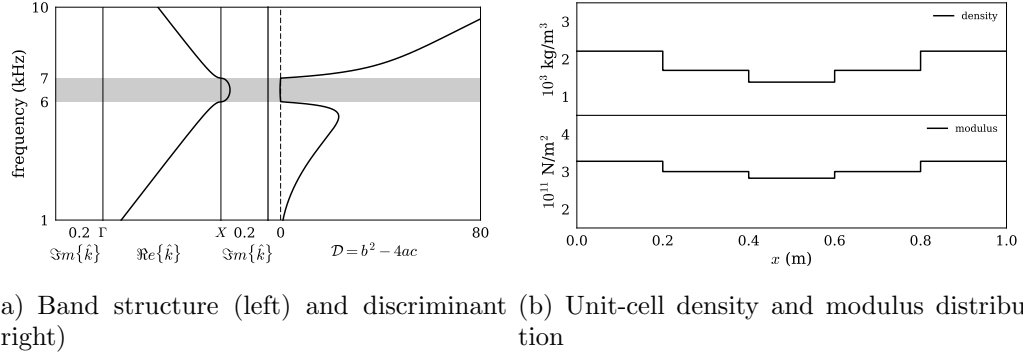 10
7
6
1
frequency (kHz)
0.2 Γ X 0.2 0 80
ℑm{k̂} ℜe{k̂} ℑm{k̂} 𝒟=b² − 4ac
3
2
1
10³ kg/m³
density
4
3
2
10¹¹ N/m²
modulus
0.0 0.2 0.4 0.6 0.8 1.0
x (m)
a) Band structure (left) and discriminant
right)
(b) Unit-cell density and modulus distribu
tion